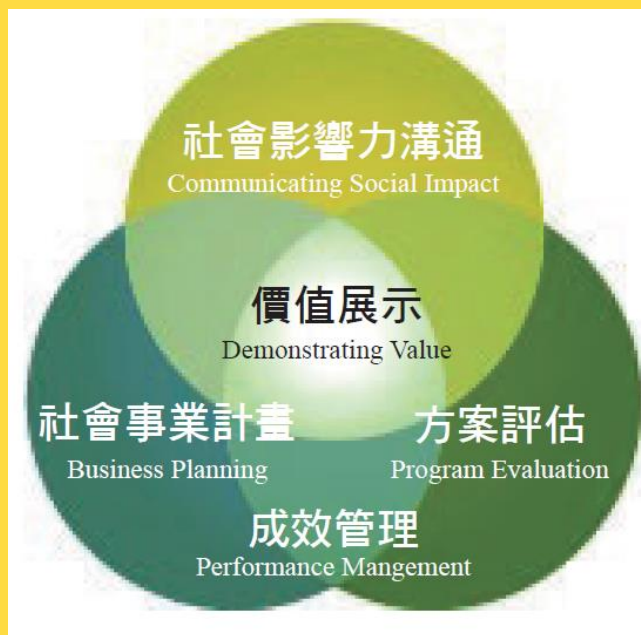 社會影響力溝通
Communicating Social Impact
價值展示
Demonstrating Value
社會事業計畫
Business Planning
方案評估
Program Evaluation
成效管理
Performance Mangement